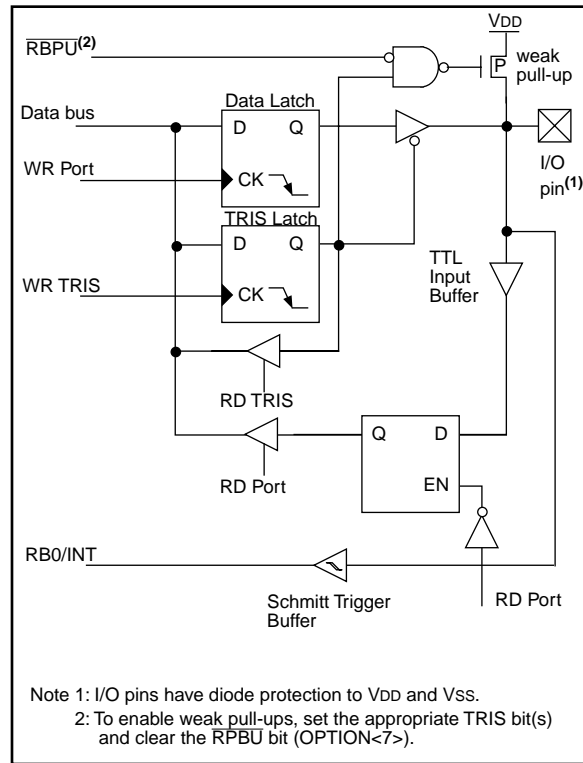 VDD
RBPU(2)
P
weak
pull-up
Data Latch
Data bus
D
Q
WR Port
CK
I/O
pin(1)
TRIS Latch
D
Q
TTL
Input
Buffer
WR TRIS
CK
RD TRIS
Q
D
RD Port
EN
RB0/INT
Schmitt Trigger
Buffer
RD Port
Note 1: I/O pins have diode protection to VDD and VSS.
2: To enable weak pull-ups, set the appropriate TRIS bit(s)
and clear the RPBU bit (OPTION<7>).